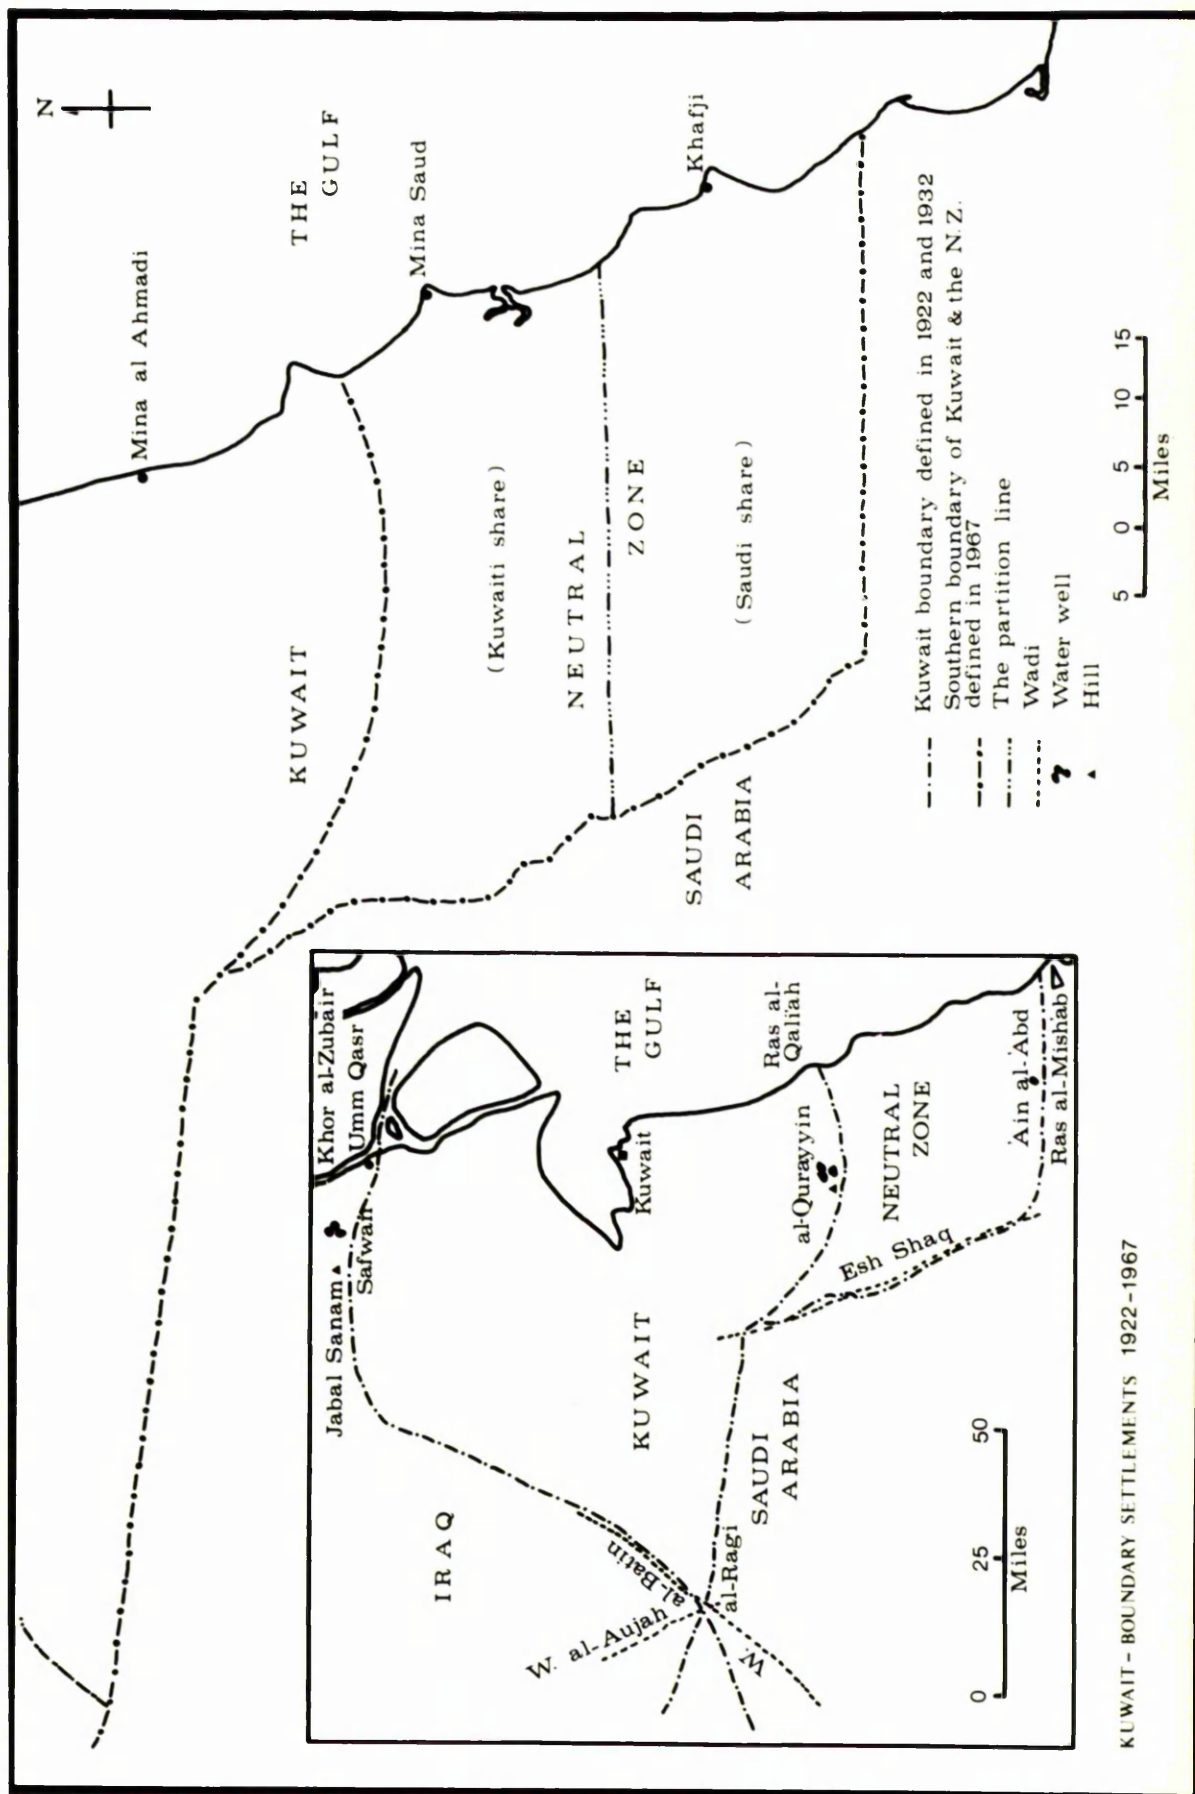 N
THE
GULF
Mina al Ahmadi
Mina Saud
Khafji
KUWAIT
(Kuwaiti share)
NEUTRAL
ZONE
(Saudi share)
SAUDI
ARABIA
Kuwait boundary defined in 1922 and 1932
Southern boundary of Kuwait & the N.Z.
defined in 1967
The partition line
Wadi
Water well
Hill
5 0 5 10 15
Miles
Khor al-Zubair
Umm Qasr
Jabal Sanam
Safwan
IRAQ
THE
GULF
Kuwait
KUWAIT
Ras al-
Qali'ah
al-Qurayyin
NEUTRAL
ZONE
Esh Shaq
Ain al-Abd
Ras al-Mishab
W. al-Aujah
al-Batin
W.
al-Ragi
SAUDI
ARABIA
0 25 50
Miles
KUWAIT - BOUNDARY SETTLEMENTS 1922-1967